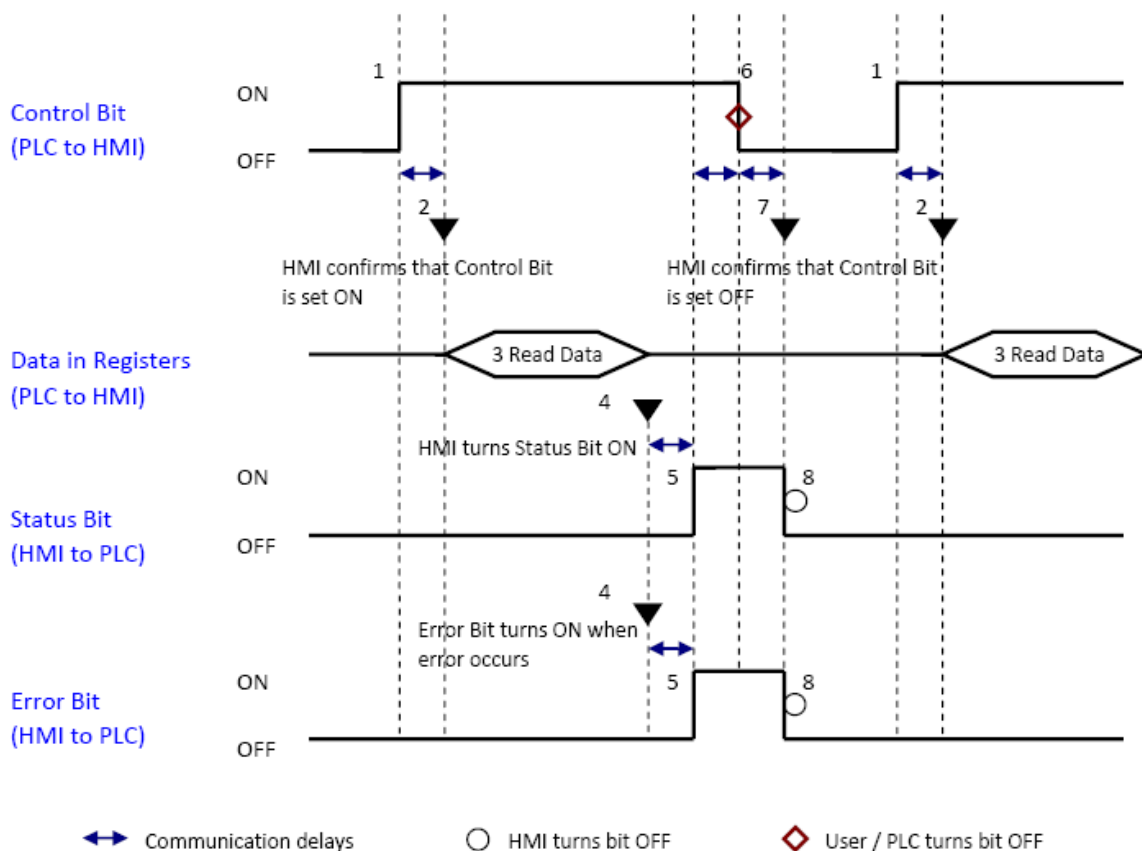 1
6
1
ON
Control Bit
(PLC to HMI)
OFF
2
7
2
HMI confirms that Control Bit
is set ON
HMI confirms that Control Bit
is set OFF
Data in Registers
(PLC to HMI)
3 Read Data
3 Read Data
4
HMI turns Status Bit ON
ON
5
8
Status Bit
(HMI to PLC)
OFF
4
Error Bit turns ON when
error occurs
ON
5
8
Error Bit
(HMI to PLC)
OFF
Communication delays
HMI turns bit OFF
User / PLC turns bit OFF